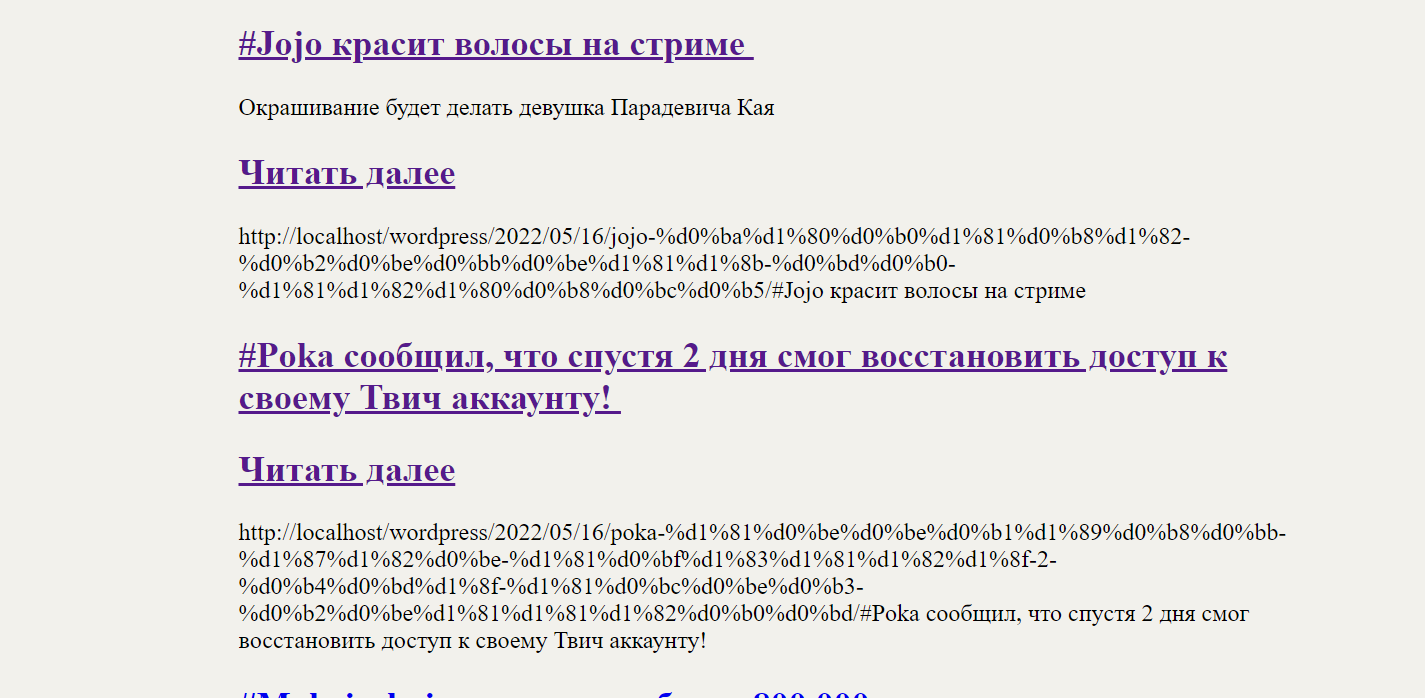 #Jojo красит волосы на стриме
Окрашивание будет делать девушка Парадевича Кая
Читать далее
http://localhost/wordpress/2022/05/16/jojo-%d0%ba%d1%80%d0%b0%d1%81%d0%b8%d1%82-
%d0%b2%d0%be%d0%bb%d0%be%d1%81%d1%8b-%d0%bd%d0%b0-
%d1%81%d1%82%d1%80%d0%b8%d0%bc%d0%b5/#Jojo красит волосы на стриме
#Poka сообщил, что спустя 2 дня смог восстановить доступ к
своему Твич аккаунту!
Читать далее
http://localhost/wordpress/2022/05/16/poka-%d1%81%d0%be%d0%be%d0%b1%d1%89%d0%b8%d0%bb-
%d1%87%d1%82%d0%be-%d1%81%d0%bf%d1%83%d1%81%d1%82%d1%8f-2-
%d0%b4%d0%bd%d1%8f-%d1%81%d0%bc%d0%be%d0%b3-
%d0%b2%d0%be%d1%81%d1%81%d1%82%d0%b0%d0%bd/#Poka сообщил, что спустя 2 дня смог
восстановить доступ к своему Твич аккаунту!